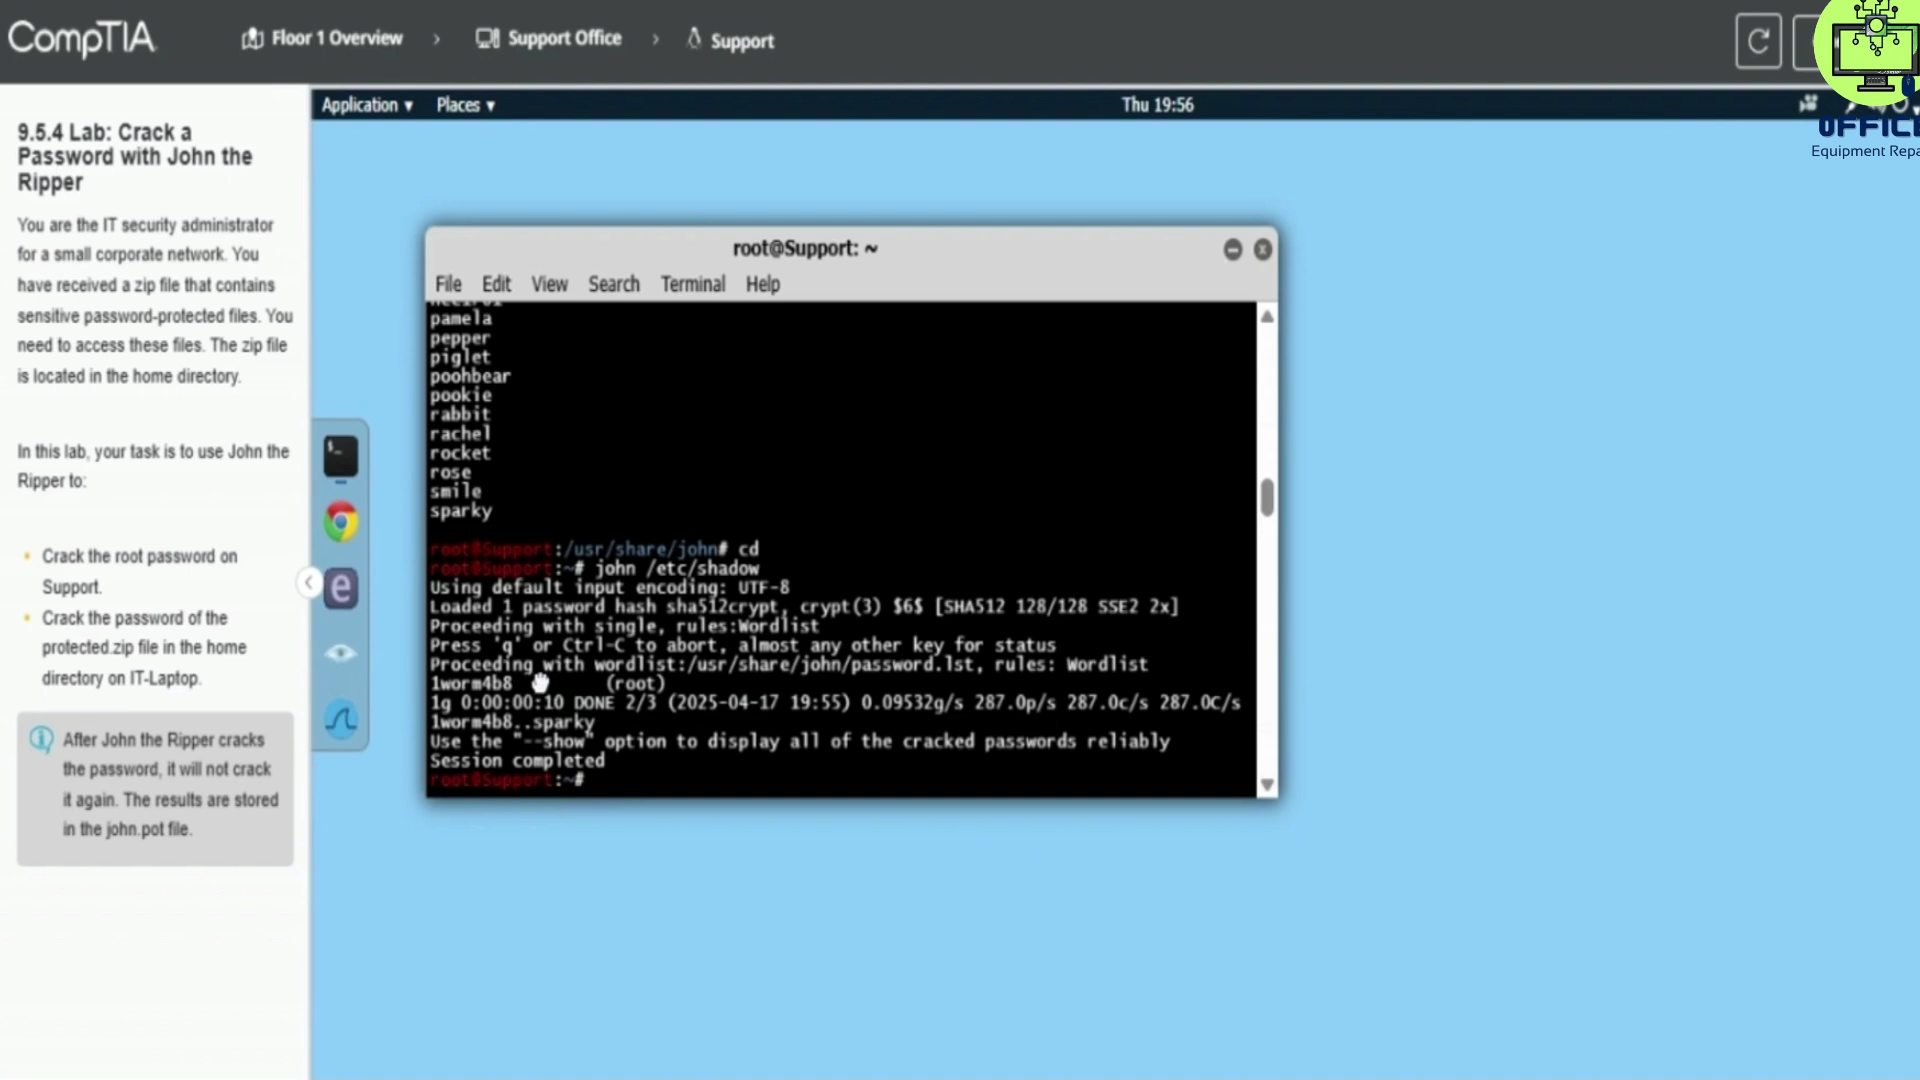 CompTIA
Floor 1 Overview > Support Office > Support
OFFICE
Equipment Repa
Application ▾ Places ▾ Thu 19:56
9.5.4 Lab: Crack a
Password with John the
Ripper
You are the IT security administrator
for a small corporate network. You
have received a zip file that contains
sensitive password-protected files. You
need to access these files. The zip file
is located in the home directory.
In this lab, your task is to use John the
Ripper to:
• Crack the root password on
Support.
• Crack the password of the
protected.zip file in the home
directory on IT-Laptop.
After John the Ripper cracks
the password, it will not crack
it again. The results are stored
in the john.pot file.
root@Support: ~
File Edit View Search Terminal Help
pamela
pepper
piglet
poohbear
pookie
rabbit
rachel
rocket
rose
smile
sparky
root@Support:/usr/share/john# cd
root@Support:~# john /etc/shadow
Using default input encoding: UTF-8
Loaded 1 password hash sha512crypt, crypt(3) $6$ [SHA512 128/128 SSE2 2x]
Proceeding with single, rules:Wordlist
Press 'q' or Ctrl-C to abort, almost any other key for status
Proceeding with wordlist:/usr/share/john/password.lst, rules: Wordlist
1worm4b8 (root)
1g 0:00:00:10 DONE 2/3 (2025-04-17 19:55) 0.09532g/s 287.0p/s 287.0c/s 287.0C/s
1worm4b8..sparky
Use the "--show" option to display all of the cracked passwords reliably
Session completed
root@Support:~#